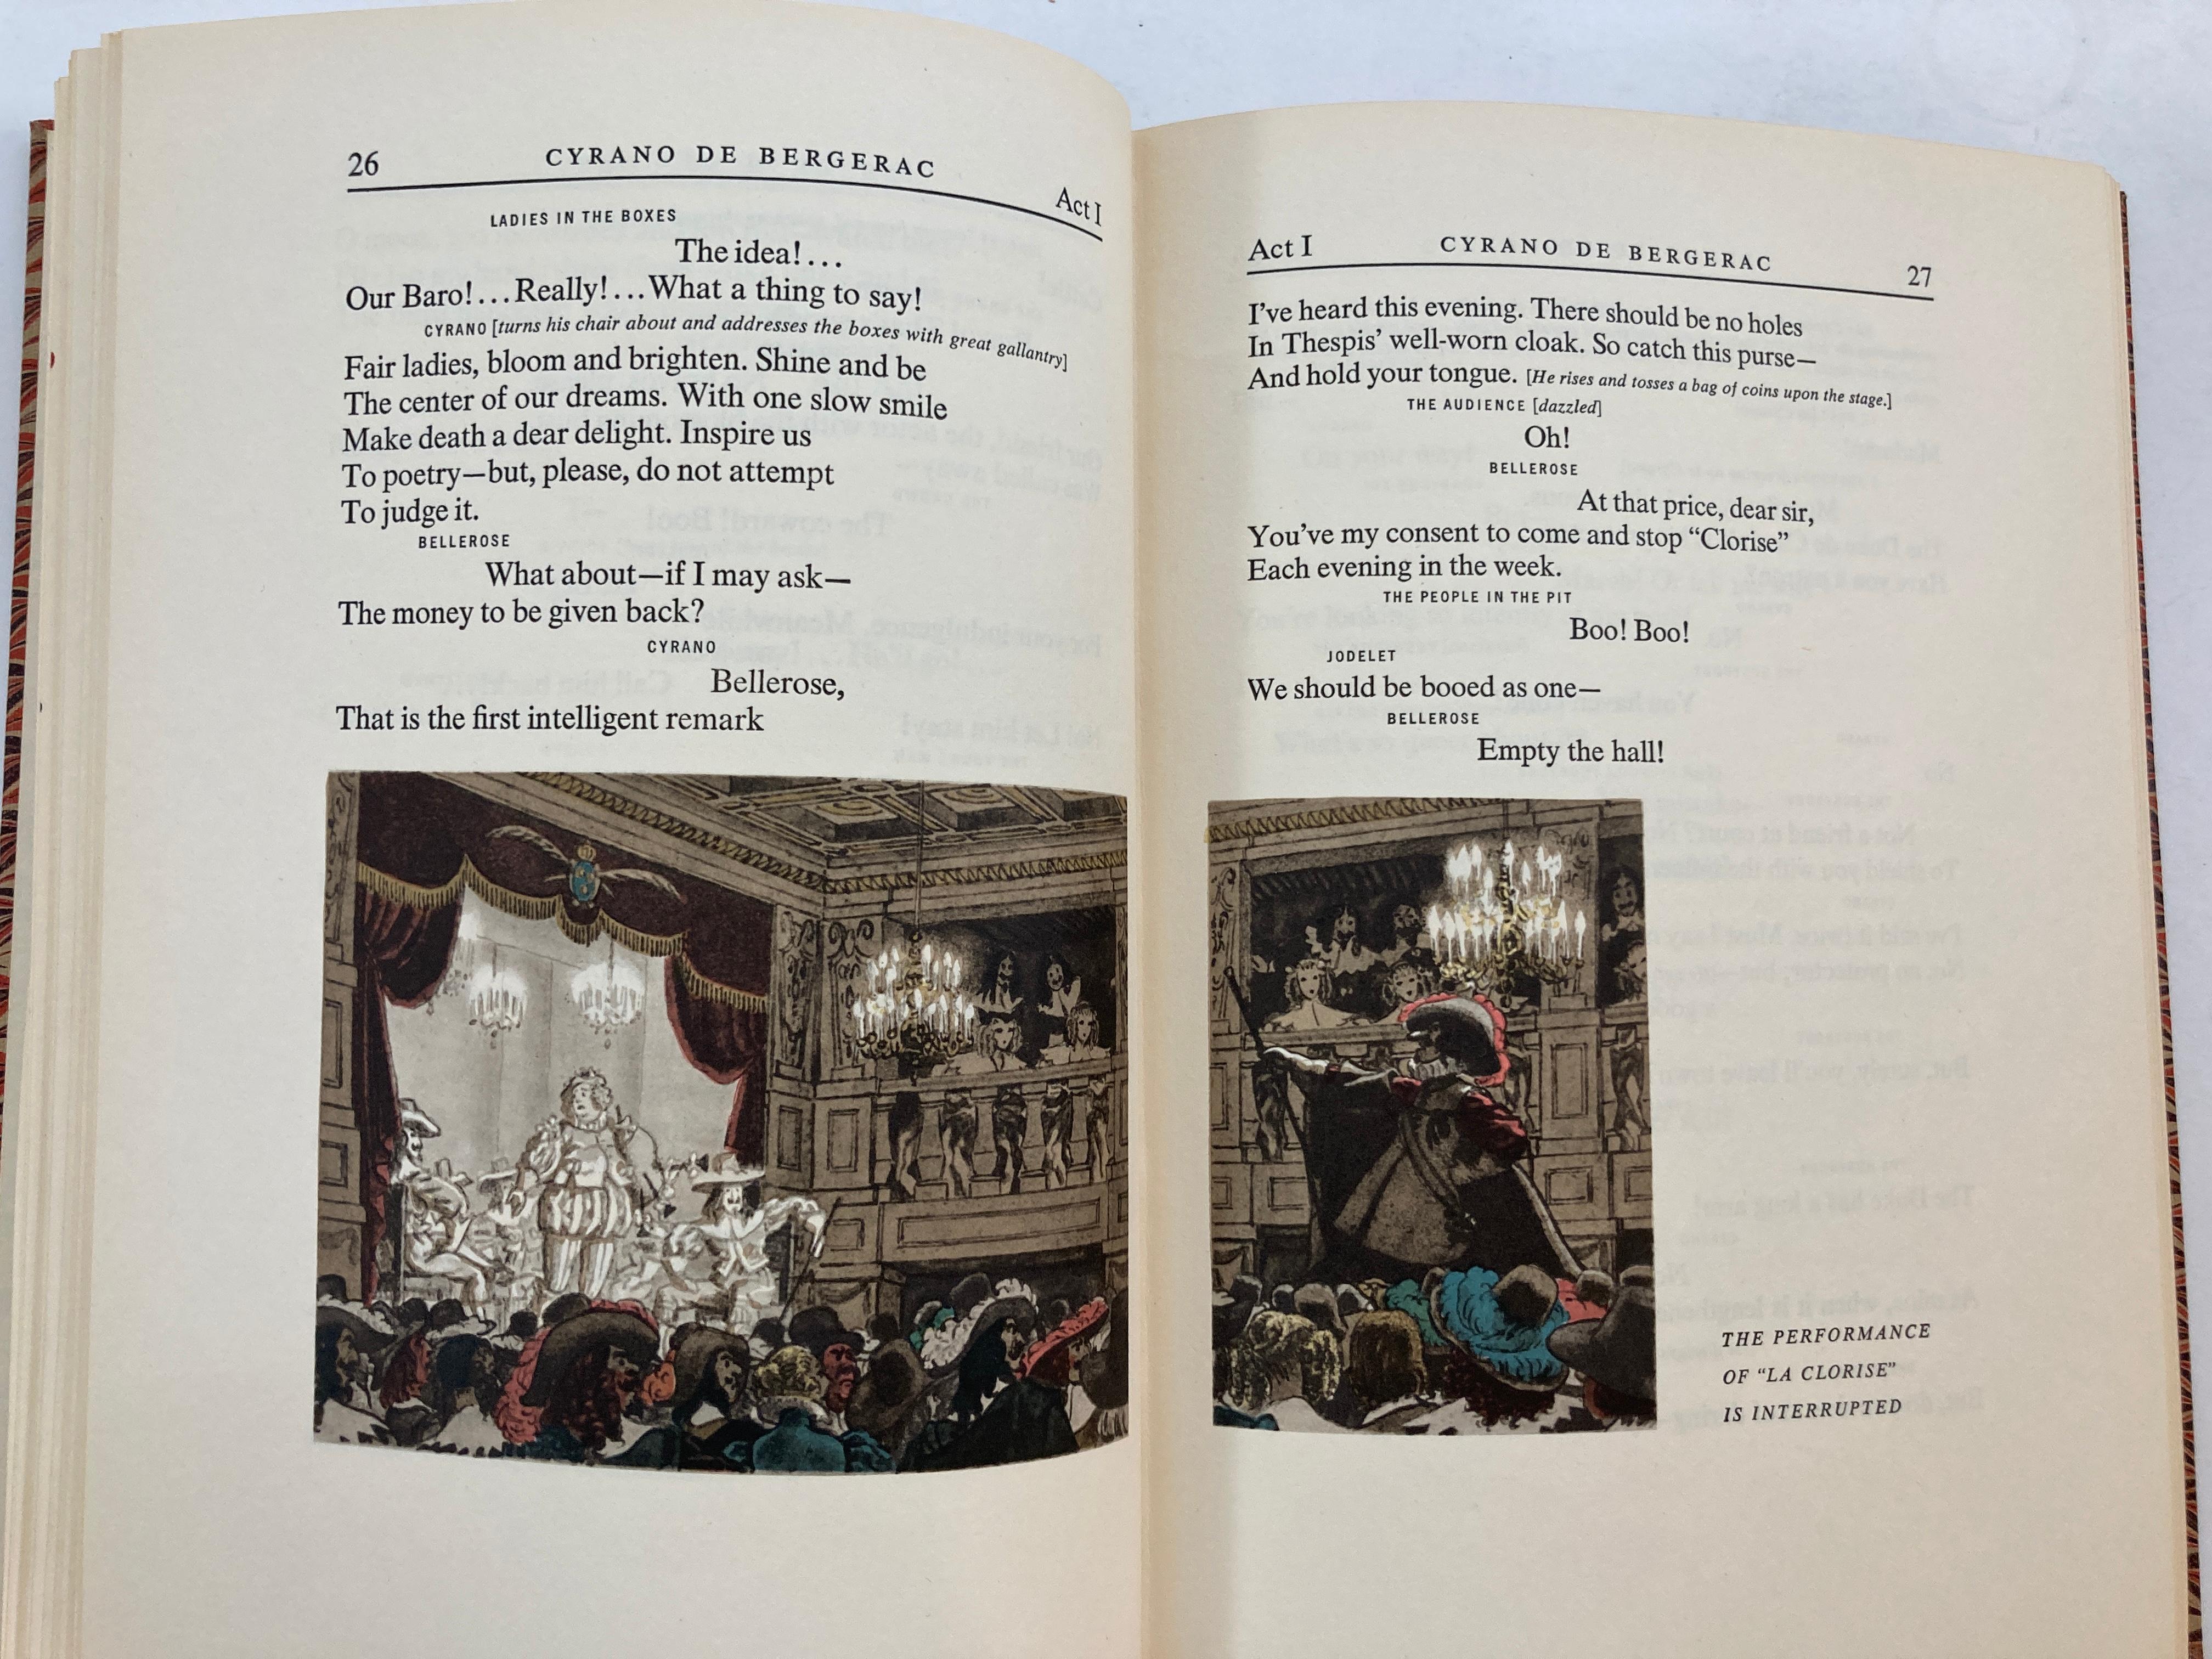 26 CYRANO DE BERGERAC Act I
LADIES IN THE BOXES
The idea!...
Our Baro!...Really!...What a thing to say!
CYRANO [turns his chair about and addresses the boxes with great gallantry]
Fair ladies, bloom and brighten. Shine and be
The center of our dreams. With one slow smile
Make death a dear delight. Inspire us
To poetry—but, please, do not attempt
To judge it.
BELLEROSE
What about—if I may ask—
The money to be given back?
CYRANO
Bellerose,
That is the first intelligent remark
Act I CYRANO DE BERGERAC 27
I've heard this evening. There should be no holes
In Thespis' well-worn cloak. So catch this purse—
And hold your tongue. [He rises and tosses a bag of coins upon the stage.]
THE AUDIENCE [dazzled]
Oh!
BELLEROSE
At that price, dear sir,
You've my consent to come and stop “Clorise”
Each evening in the week.
THE PEOPLE IN THE PIT
Boo! Boo!
JODELET
We should be booed as one—
BELLEROSE
Empty the hall!
THE PERFORMANCE
OF “LA CLORISE”
IS INTERRUPTED